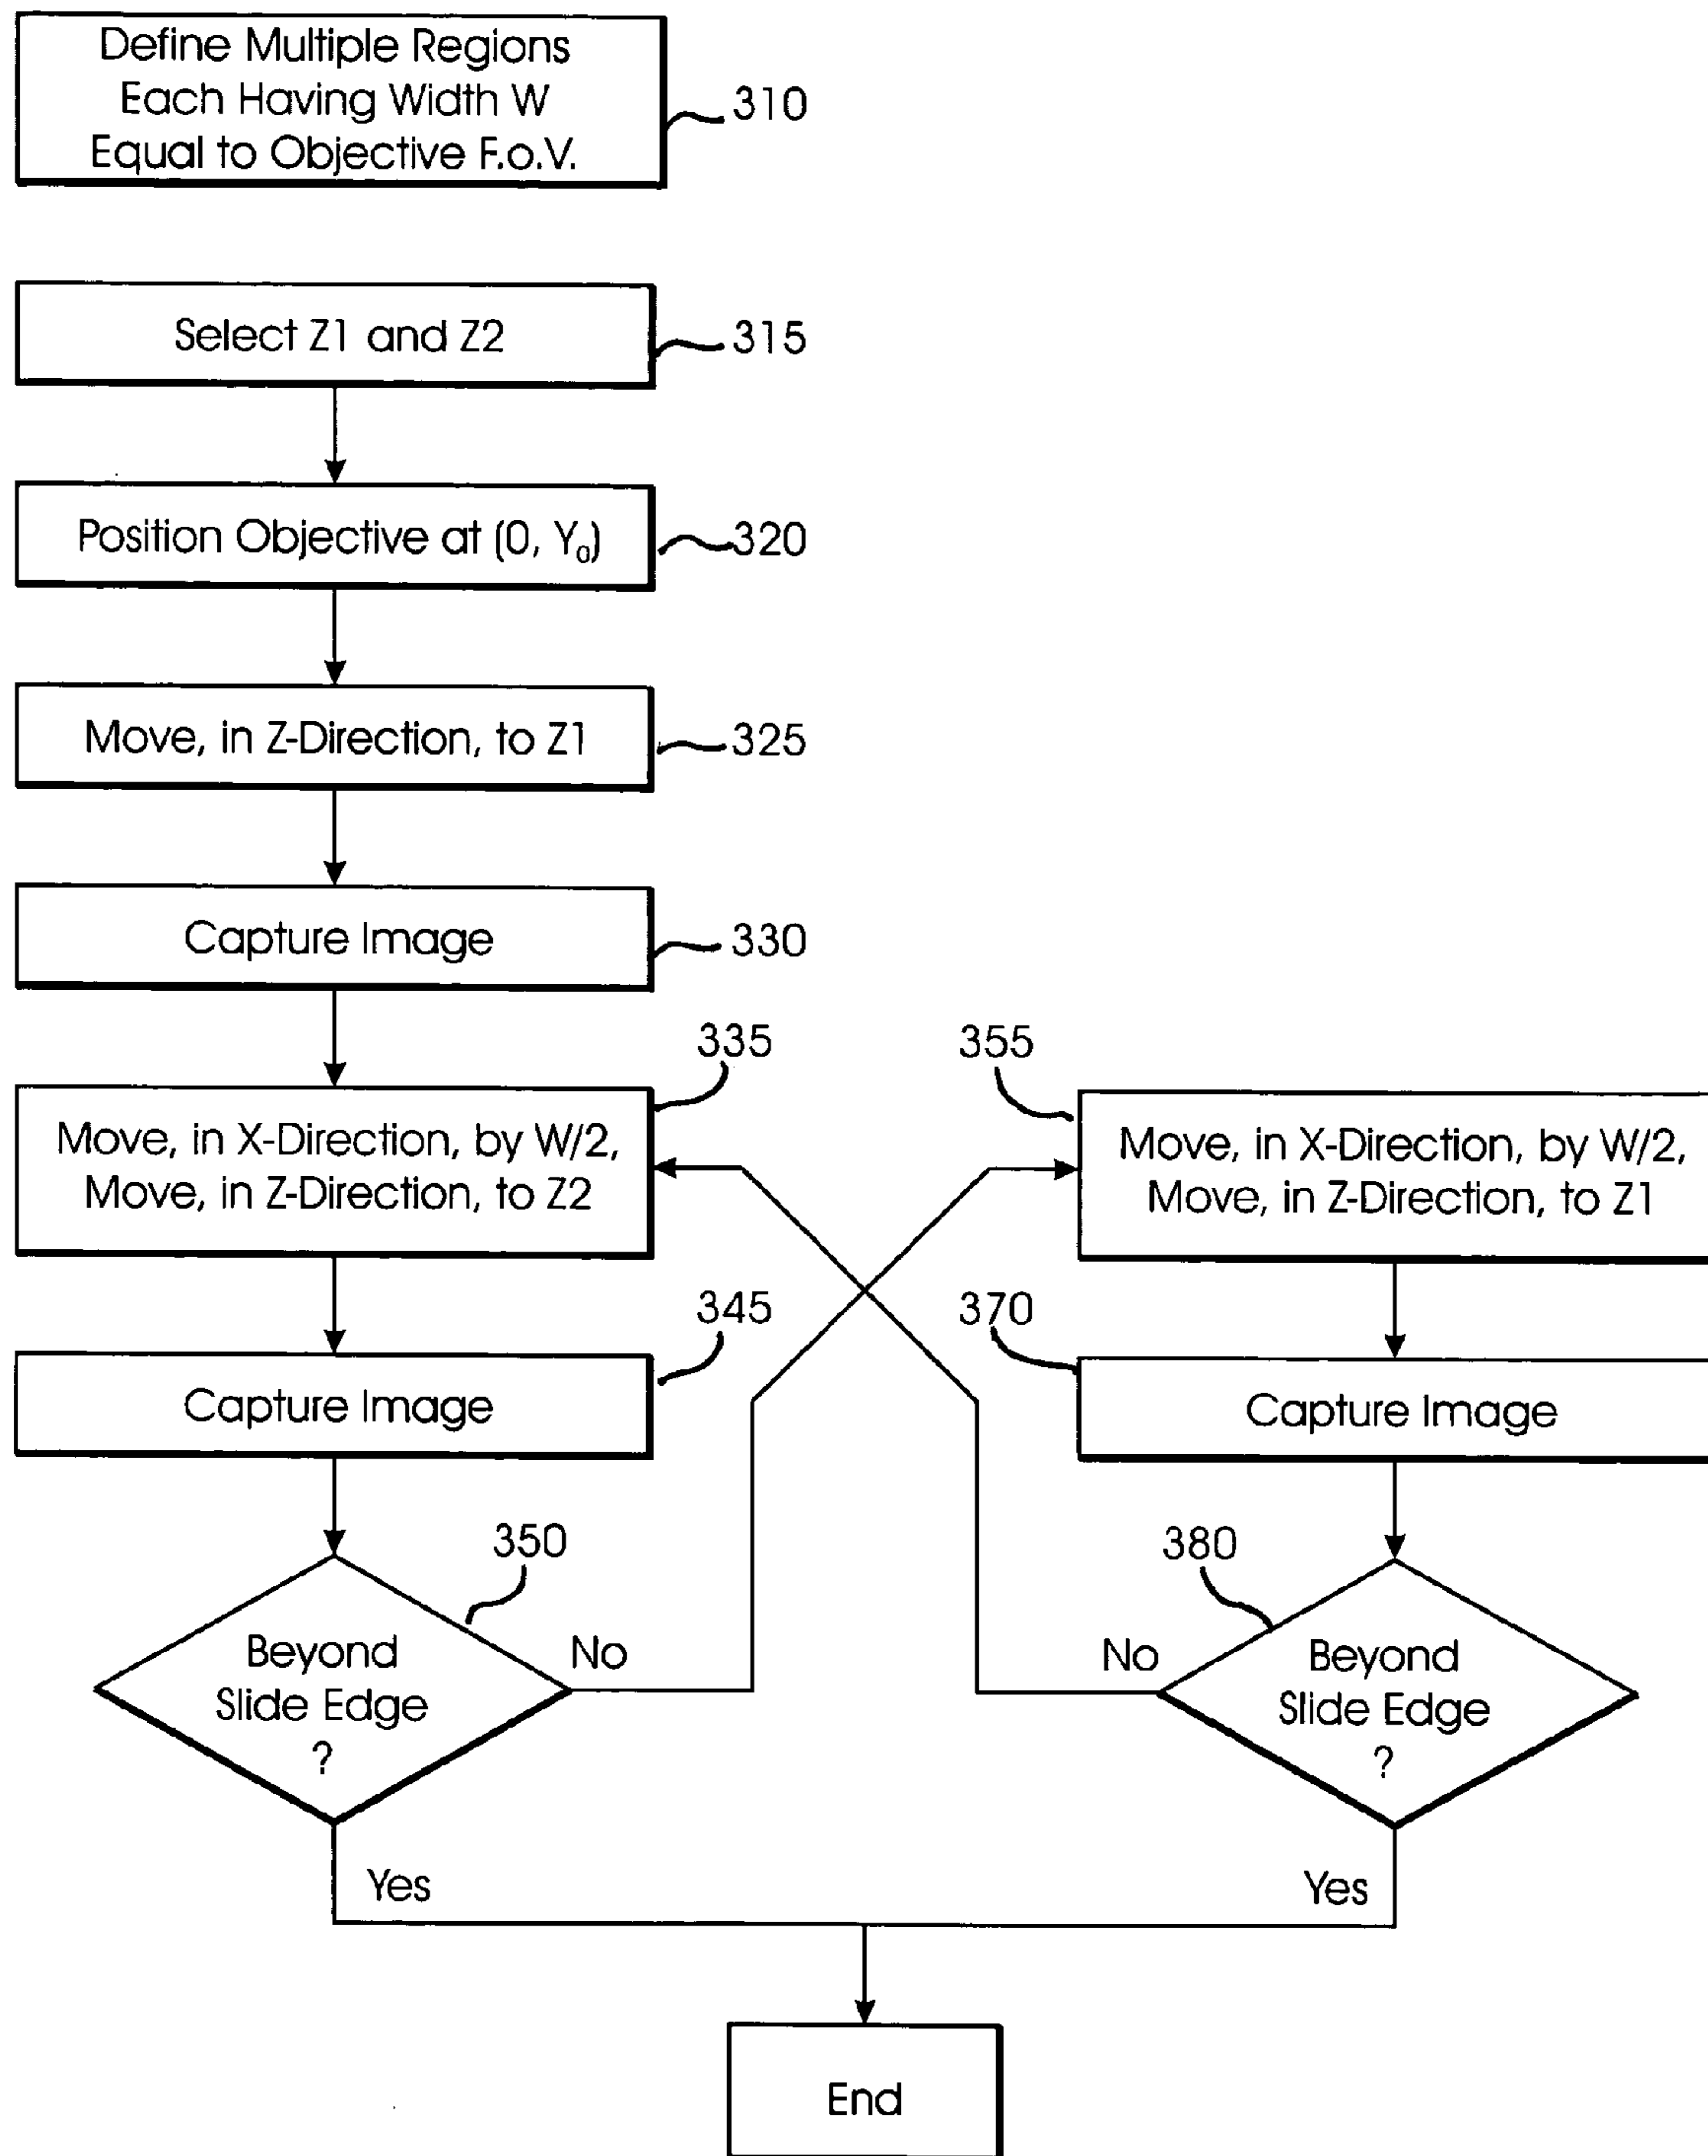 Define Multiple Regions
Each Having Width W
Equal to Objective F.o.V.
310
Select Z1 and Z2
315
Position Objective at (0, Y₀)
320
Move, in Z-Direction, to Z1
325
Capture Image
330
335
355
Move, in X-Direction, by W/2,
Move, in Z-Direction, to Z2
Move, in X-Direction, by W/2,
Move, in Z-Direction, to Z1
345
370
Capture Image
Capture Image
350
380
Beyond
Slide Edge
?
No
No
Beyond
Slide Edge
?
Yes
Yes
End